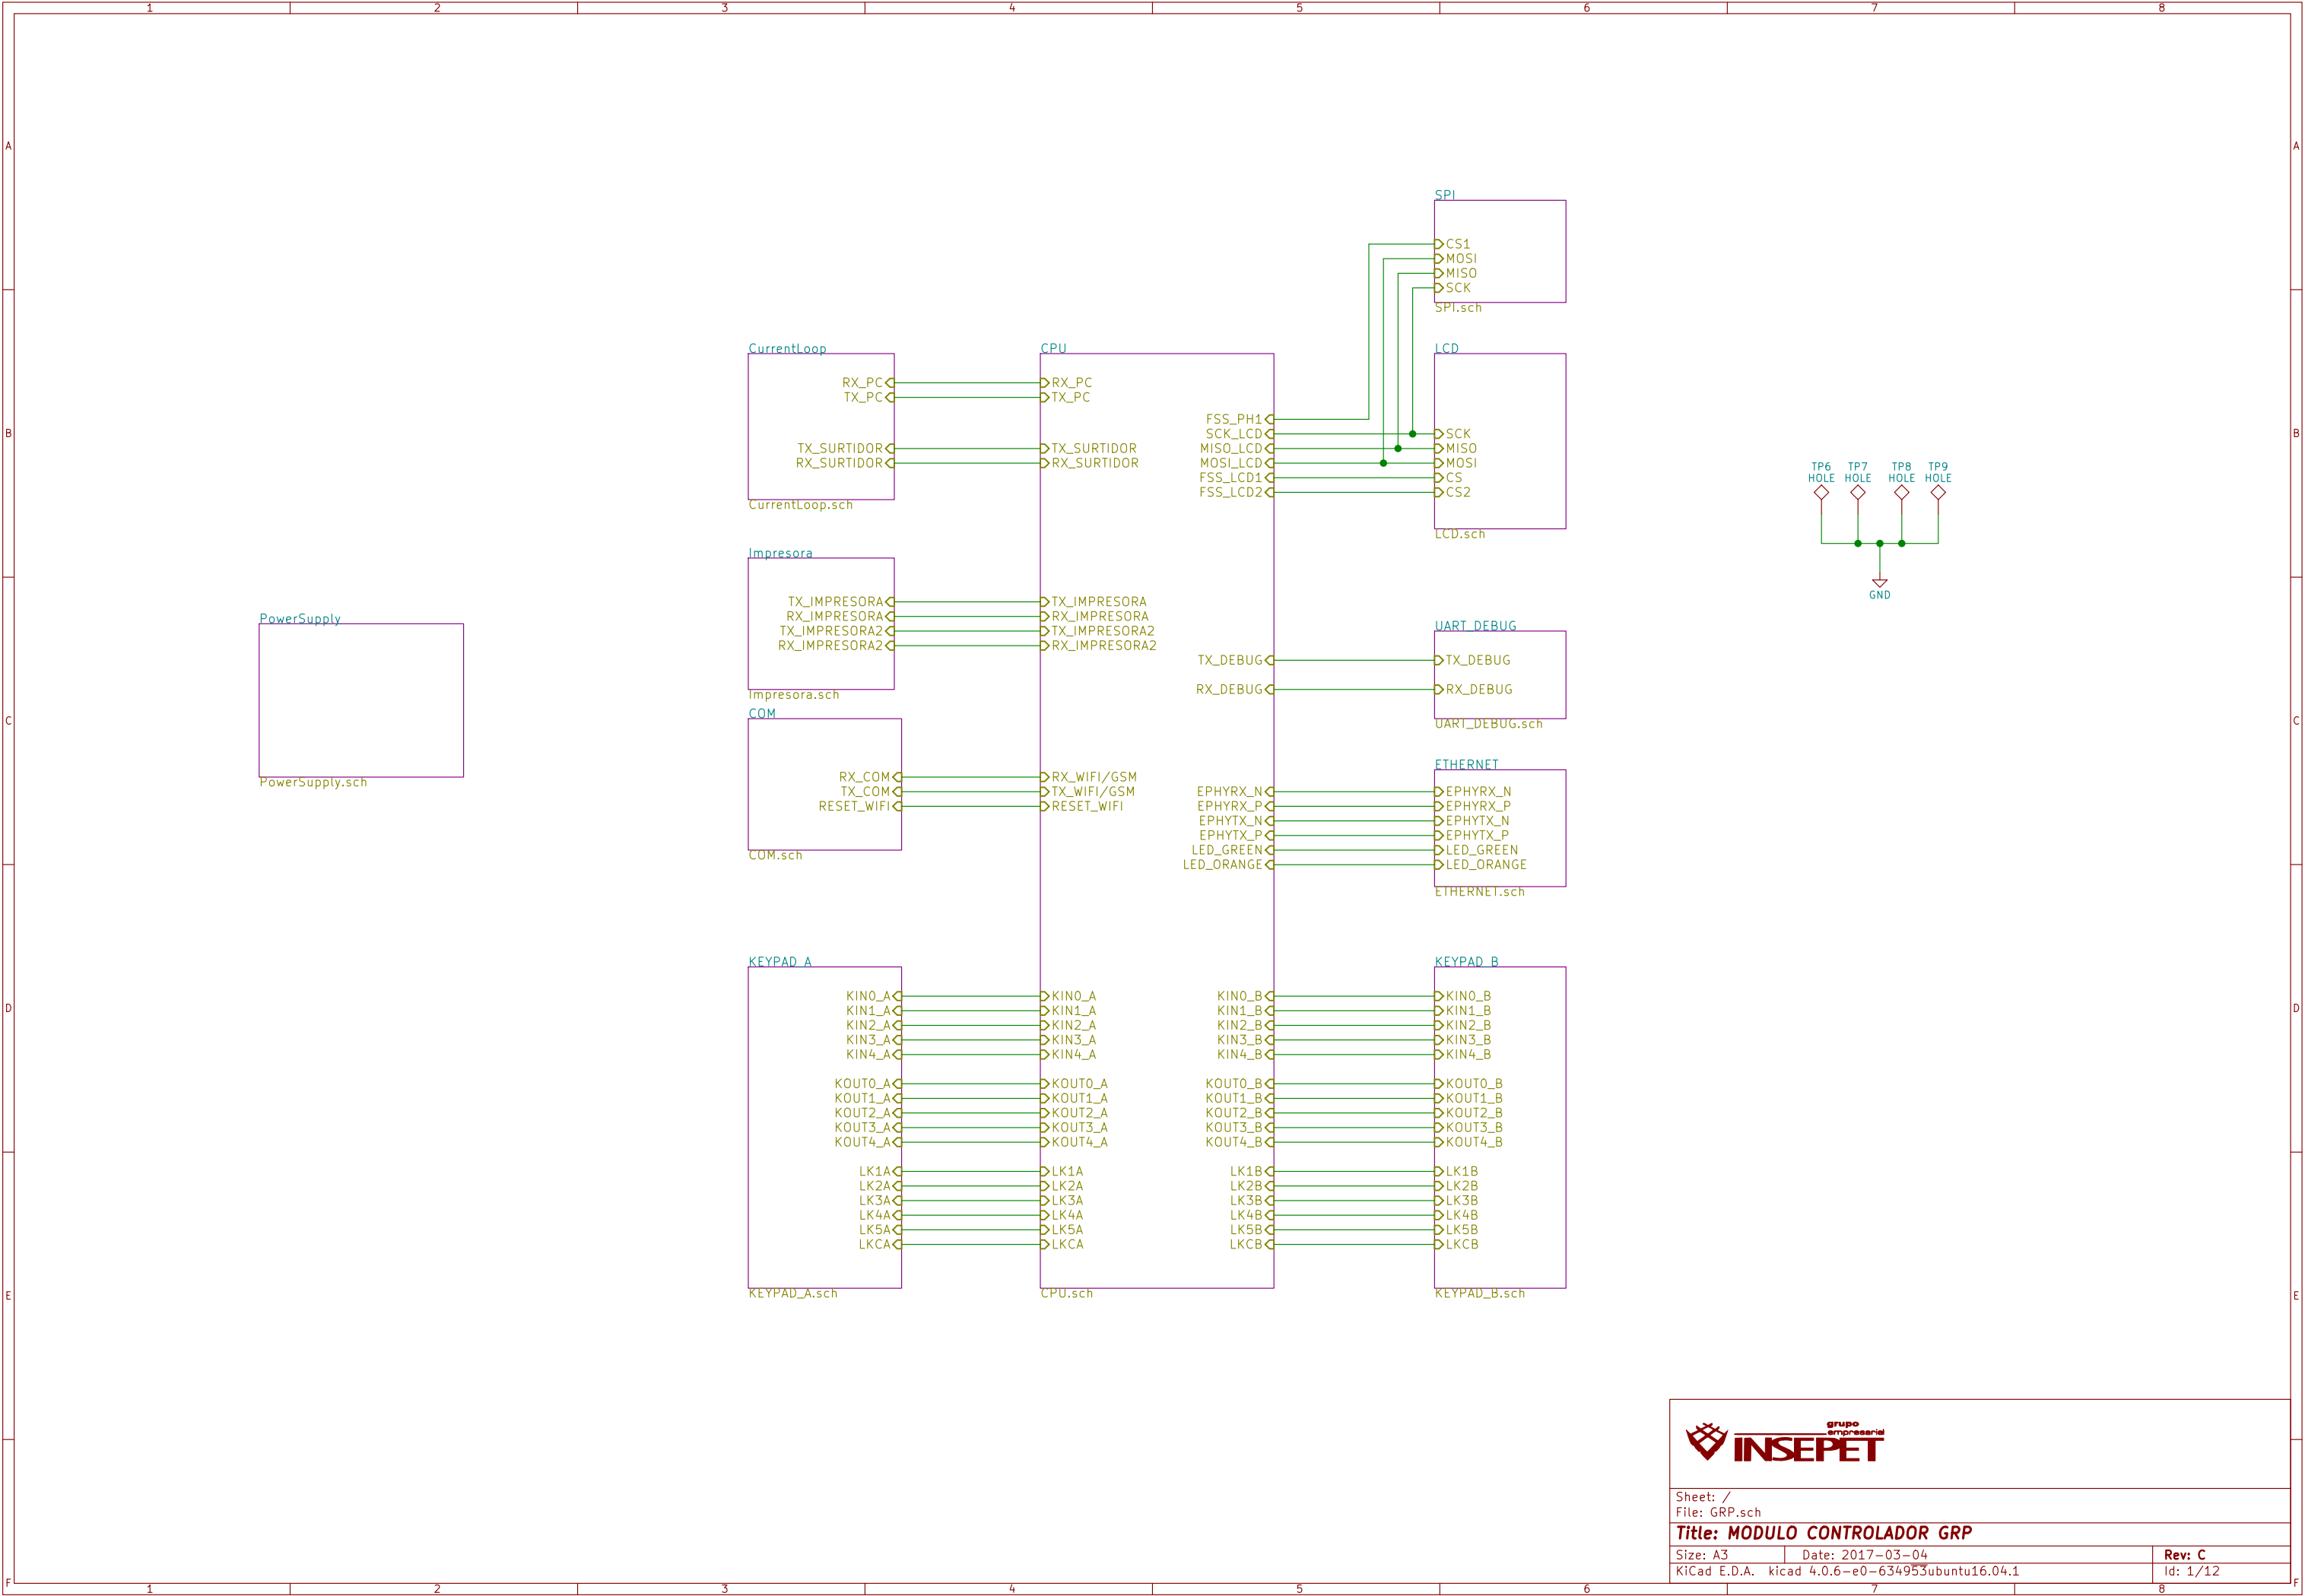 1 2 3 4 5 6 7 8
A A
B B
C C
D D
E E
F F
SPI
CS1
MOSI
MISO
SCK
SPI.sch
CurrentLoop
RX_PC
TX_PC
TX_SURTIDOR
RX_SURTIDOR
CurrentLoop.sch
Impresora
TX_IMPRESORA
RX_IMPRESORA
TX_IMPRESORA2
RX_IMPRESORA2
Impresora.sch
COM
RX_COM
TX_COM
RESET_WIFI
COM.sch
PowerSupply
PowerSupply.sch
KEYPAD_A
KIN0_A
KIN1_A
KIN2_A
KIN3_A
KIN4_A
KOUT0_A
KOUT1_A
KOUT2_A
KOUT3_A
KOUT4_A
LK1A
LK2A
LK3A
LK4A
LK5A
LKCA
KEYPAD_A.sch
CPU
RX_PC
TX_PC
TX_SURTIDOR
RX_SURTIDOR
TX_IMPRESORA
RX_IMPRESORA
TX_IMPRESORA2
RX_IMPRESORA2
RX_WIFI/GSM
TX_WIFI/GSM
RESET_WIFI
KIN0_A
KIN1_A
KIN2_A
KIN3_A
KIN4_A
KOUT0_A
KOUT1_A
KOUT2_A
KOUT3_A
KOUT4_A
LK1A
LK2A
LK3A
LK4A
LK5A
LKCA
FSS_PH1
SCK_LCD
MISO_LCD
MOSI_LCD
FSS_LCD1
FSS_LCD2
TX_DEBUG
RX_DEBUG
EPHYRX_N
EPHYRX_P
EPHYTX_N
EPHYTX_P
LED_GREEN
LED_ORANGE
KIN0_B
KIN1_B
KIN2_B
KIN3_B
KIN4_B
KOUT0_B
KOUT1_B
KOUT2_B
KOUT3_B
KOUT4_B
LK1B
LK2B
LK3B
LK4B
LK5B
LKCB
CPU.sch
LCD
SCK
MISO
MOSI
CS
CS2
LCD.sch
UART_DEBUG
TX_DEBUG
RX_DEBUG
UART_DEBUG.sch
ETHERNET
EPHYRX_N
EPHYRX_P
EPHYTX_N
EPHYTX_P
LED_GREEN
LED_ORANGE
ETHERNET.sch
KEYPAD_B
KIN0_B
KIN1_B
KIN2_B
KIN3_B
KIN4_B
KOUT0_B
KOUT1_B
KOUT2_B
KOUT3_B
KOUT4_B
LK1B
LK2B
LK3B
LK4B
LK5B
LKCB
KEYPAD_B.sch
TP6 TP7 TP8 TP9
HOLE HOLE HOLE HOLE
GND
grupo
empresarial
INSEPET
Sheet: /
File: GRP.sch
Title: MODULO CONTROLADOR GRP
Size: A3 Date: 2017-03-04 Rev: C
KiCad E.D.A. kicad 4.0.6-e0-634953ubuntu16.04.1 Id: 1/12
1 2 3 4 5 6 7 8